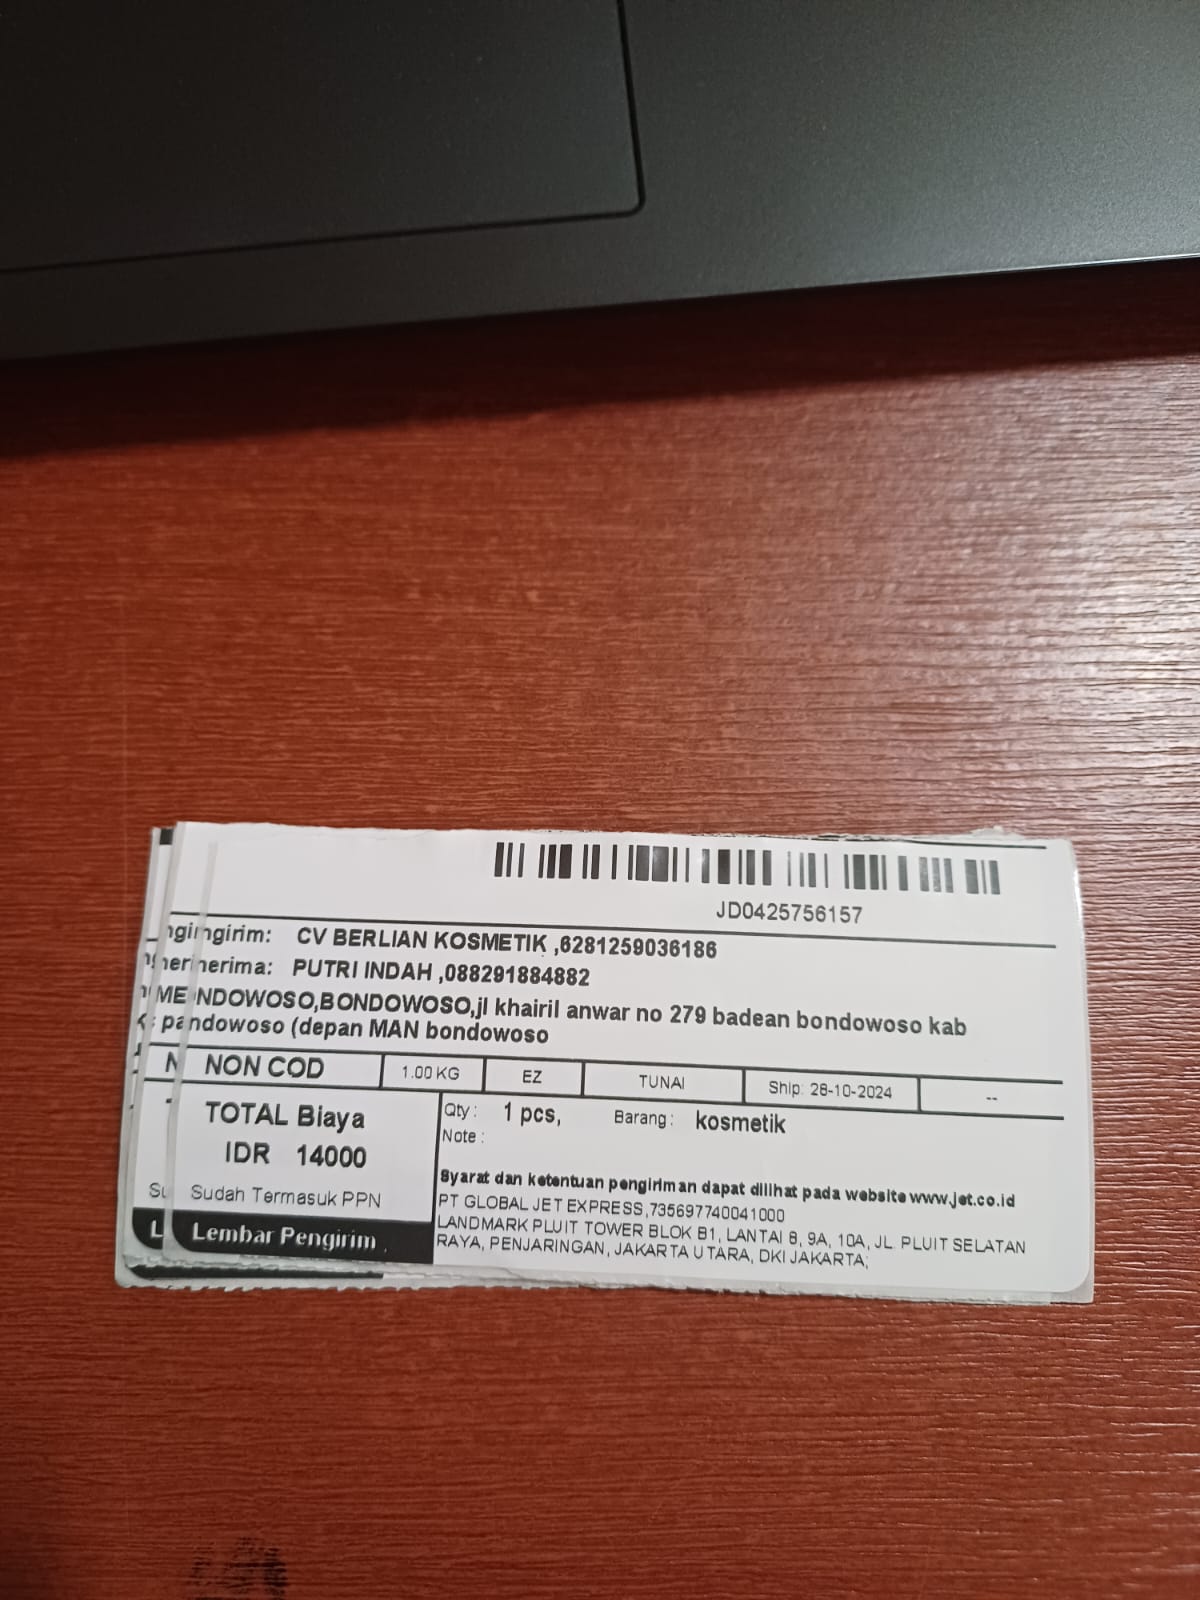 JD0425756157
ngingirim: CV BERLIAN KOSMETIK ,6281259036186
nerima: PUTRI INDAH ,088291884882
NDOWOSO,BONDOWOSO,jl khairil anwar no 279 badean bondowoso kab
pandowoso (depan MAN bondowoso
NON COD 1.00 KG EZ TUNAI Ship: 28-10-2024 --
TOTAL Biaya
IDR 14000
Sudah Termasuk PPN
Lembar Pengirim
Qty : 1 pcs, Barang : kosmetik
Note :
Syarat dan ketentuan pengiriman dapat dilihat pada website www.jet.co.id
PT GLOBAL JET EXPRESS,735697740041000
LANDMARK PLUIT TOWER BLOK B1, LANTAI 8, 9A, 10A, JL. PLUIT SELATAN
RAYA, PENJARINGAN, JAKARTA UTARA, DKI JAKARTA;